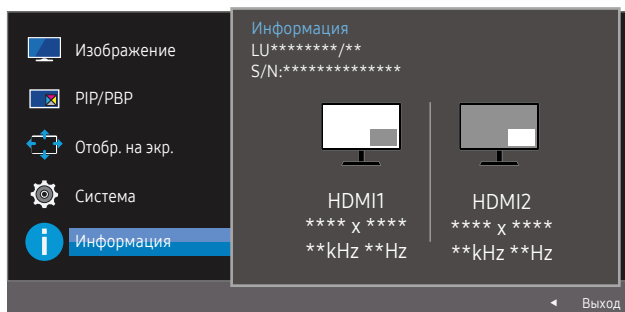 Изображение
PIP/PBP
Отобр. на экр.
Система
Информация
Информация
LU********/**
S/N:**************
HDMI1
**** x ****
**kHz **Hz
HDMI2
**** x ****
**kHz **Hz
Выход